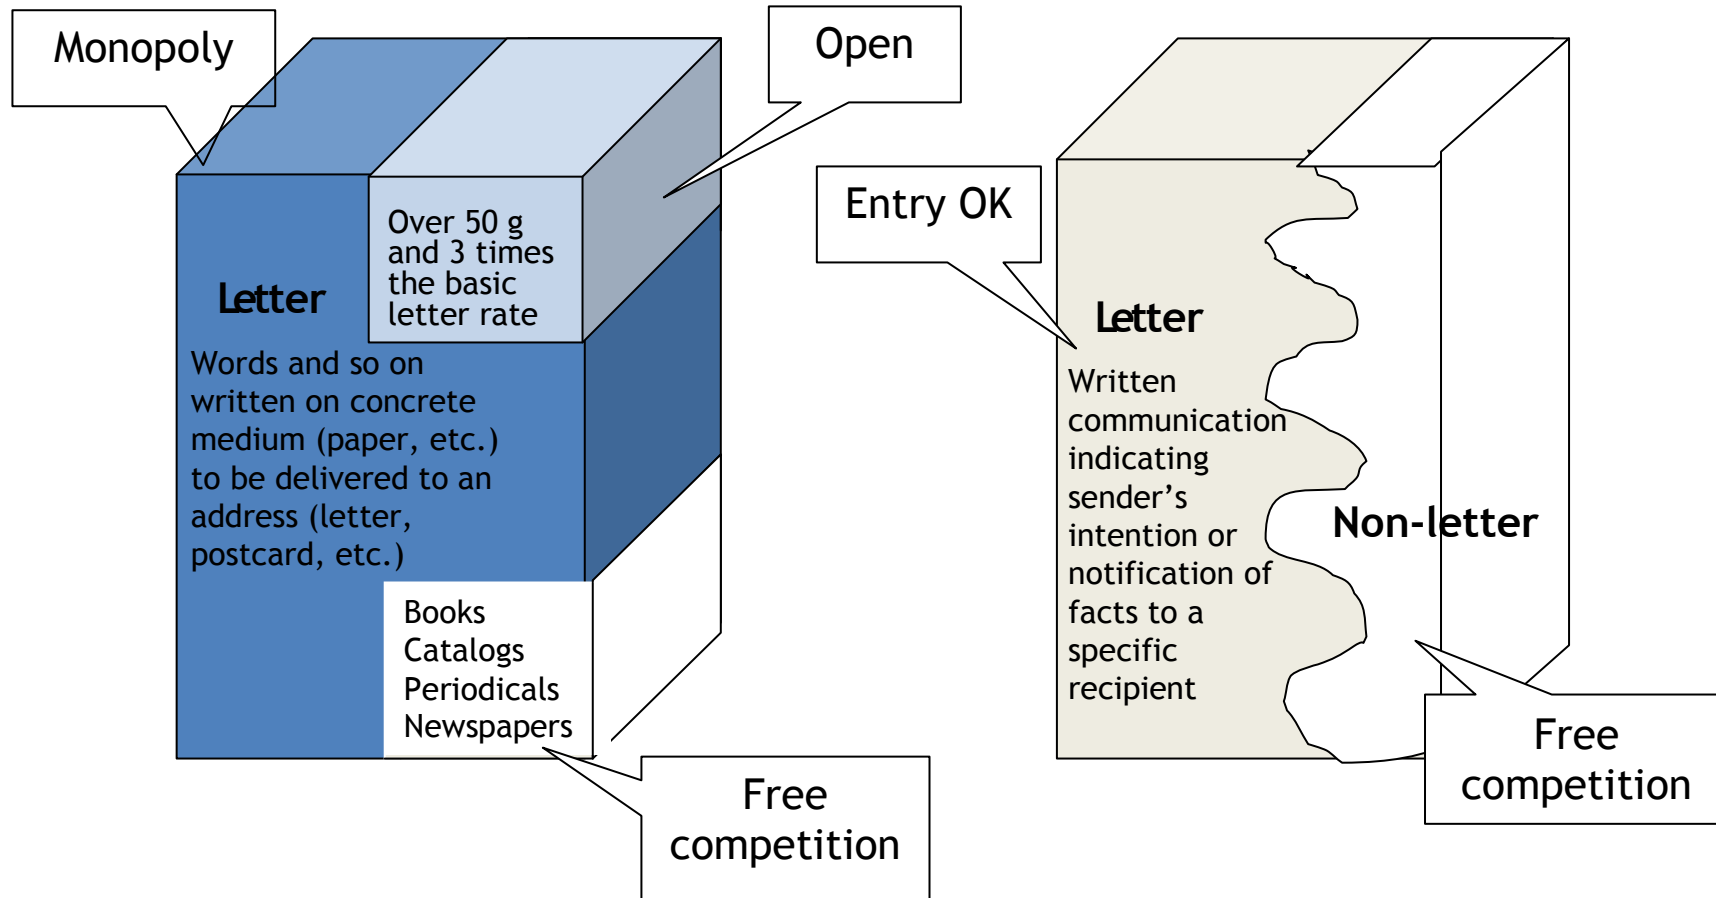 Monopoly
Open
Over 50 g
and 3 times
the basic
letter rate
Letter
Words and so on
written on concrete
medium (paper, etc.)
to be delivered to an
address (letter,
postcard, etc.)
Books
Catalogs
Periodicals
Newspapers
Free
competition
Entry OK
Letter
Written
communication
indicating
sender’s
intention or
notification of
facts to a
specific
recipient
Non-letter
Free
competition